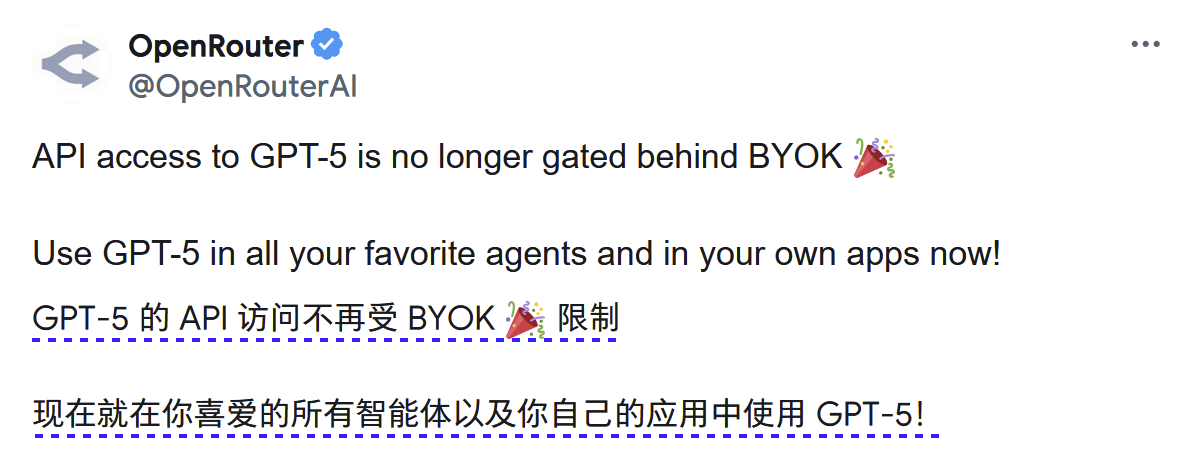 OpenRouter
@OpenRouterAI
API access to GPT-5 is no longer gated behind BYOK 🎉
Use GPT-5 in all your favorite agents and in your own apps now!
GPT-5 的 API 访问不再受 BYOK 🎉 限制
现在就在你喜爱的所有智能体以及你自己的应用中使用 GPT-5！